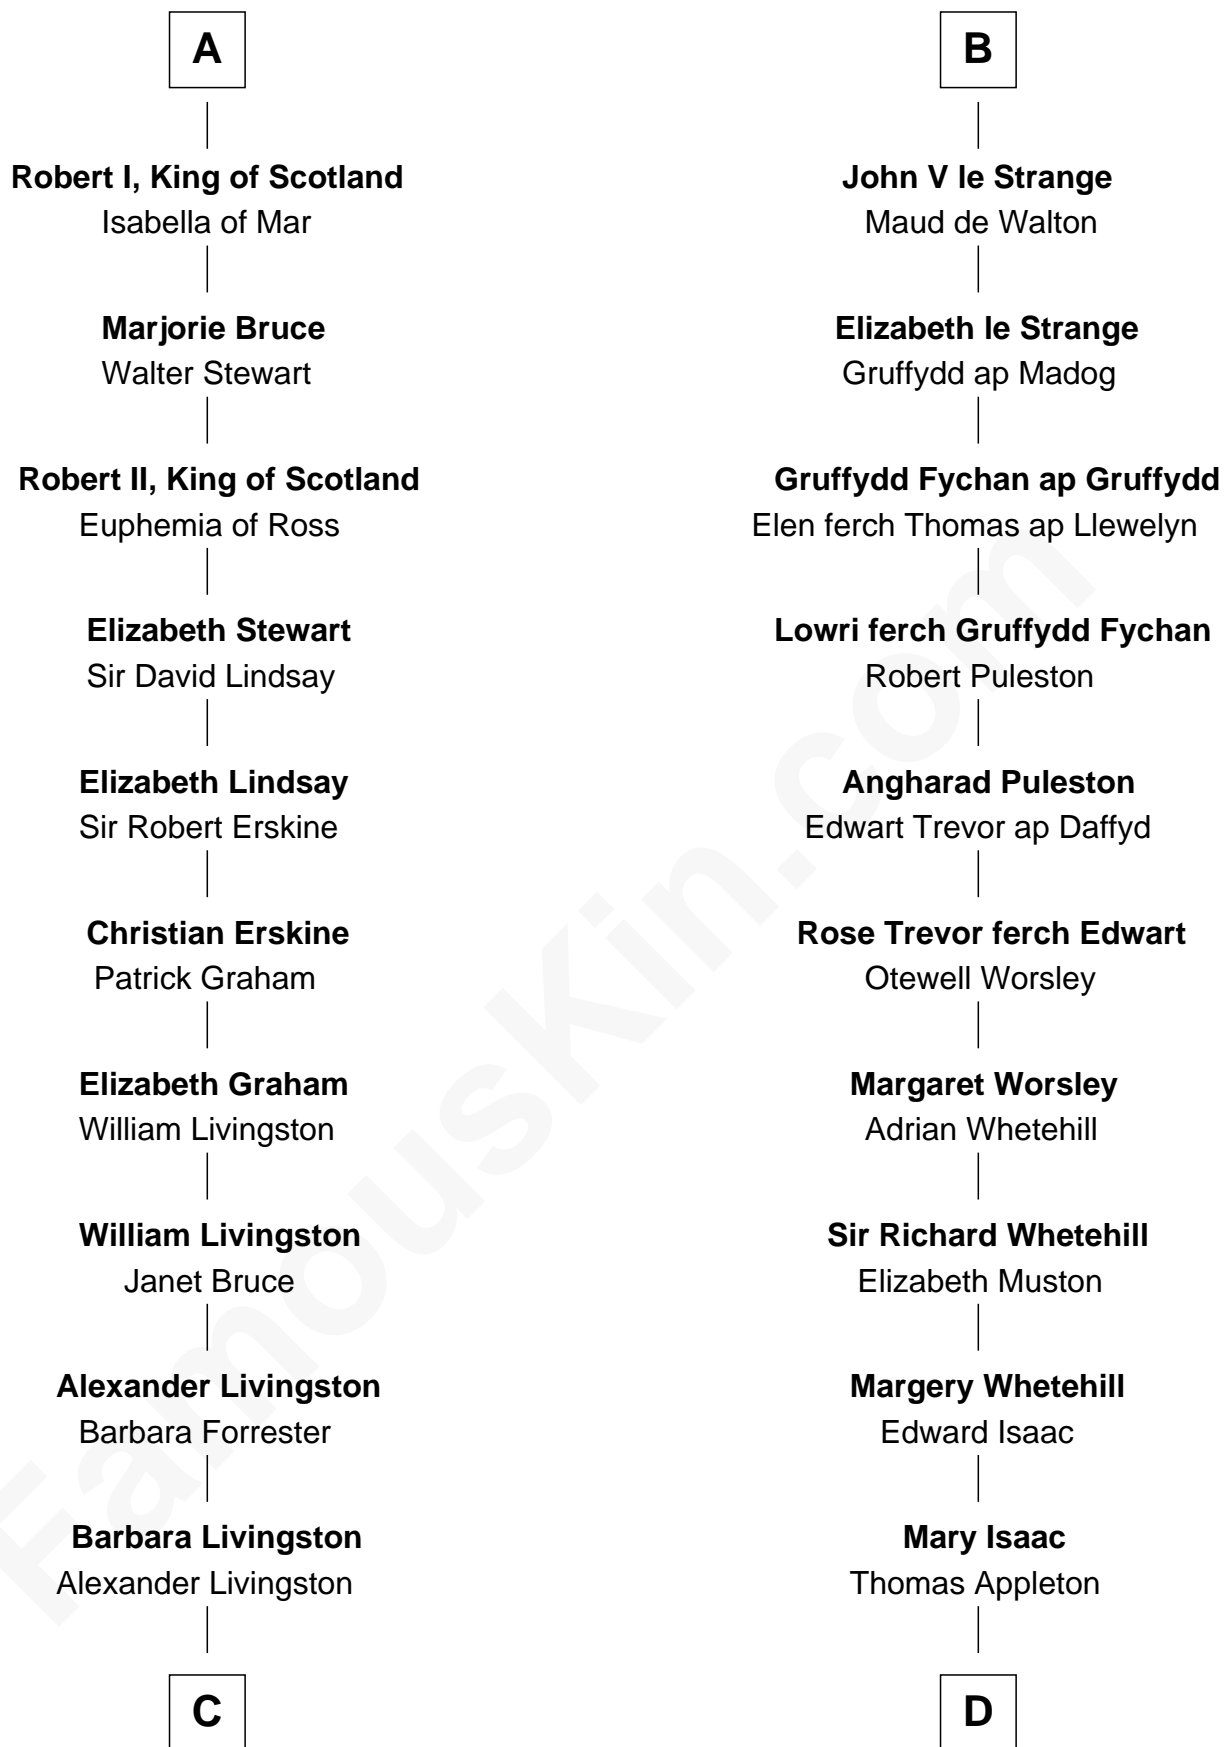 A
Robert I, King of Scotland
Isabella of Mar
Marjorie Bruce
Walter Stewart
Robert II, King of Scotland
Euphemia of Ross
Elizabeth Stewart
Sir David Lindsay
Elizabeth Lindsay
Sir Robert Erskine
Christian Erskine
Patrick Graham
Elizabeth Graham
William Livingston
William Livingston
Janet Bruce
Alexander Livingston
Barbara Forrester
Barbara Livingston
Alexander Livingston
C
B
John V le Strange
Maud de Walton
Elizabeth le Strange
Gruffydd ap Madog
Gruffydd Fychan ap Gruffydd
Elen ferch Thomas ap Llewelyn
Lowri ferch Gruffydd Fychan
Robert Puleston
Angharad Puleston
Edwart Trevor ap Daffyd
Rose Trevor ferch Edwart
Otewell Worsley
Margaret Worsley
Adrian Whetehill
Sir Richard Whetehill
Elizabeth Muston
Margery Whetehill
Edward Isaac
Mary Isaac
Thomas Appleton
D
FamousKin.com